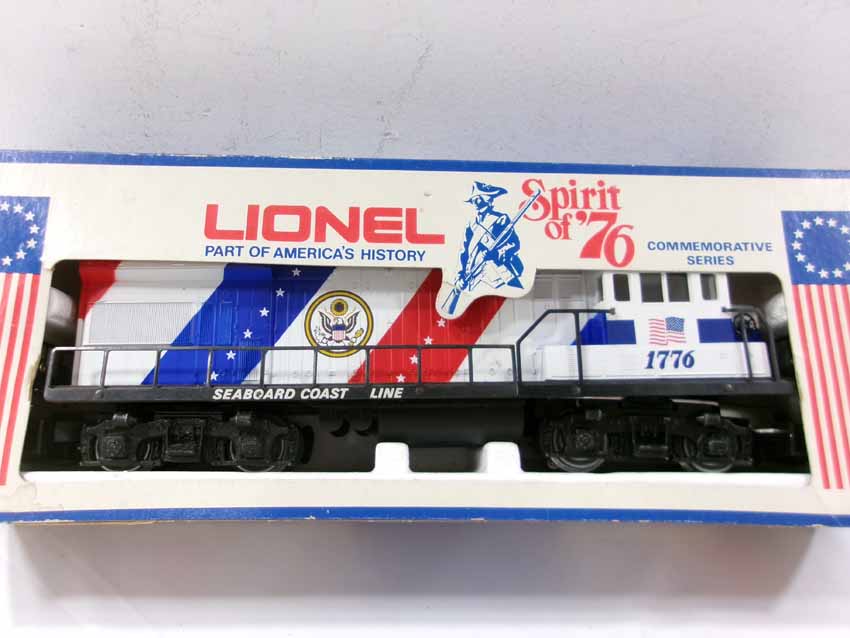 LIONEL
PART OF AMERICA'S HISTORY
Spirit
of '76
COMMEMORATIVE
SERIES
1776
SEABOARD COAST LINE